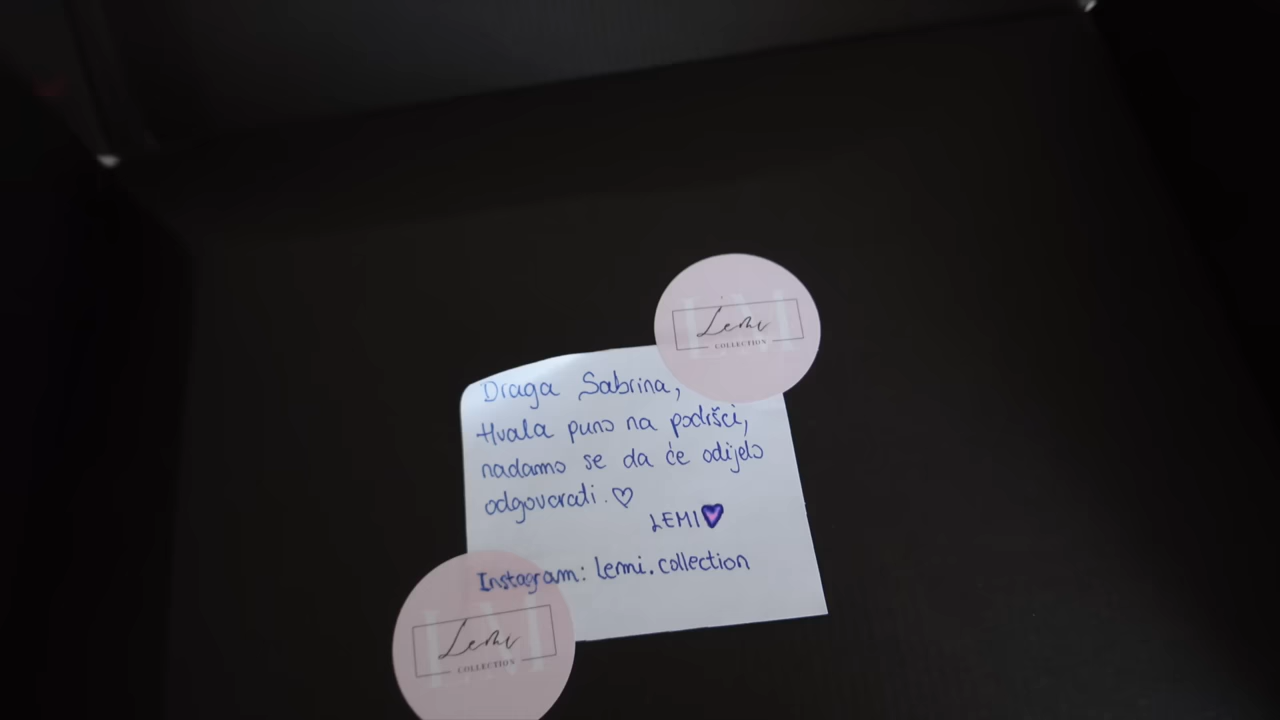 Lemi
COLLECTION
Draga Sabrina,
Hvala puno na podršci,
nadamo se da će odijelo
odgovarati. ♡
LEMI 💜
Instagram: lemi.collection
Lemi
COLLECTION